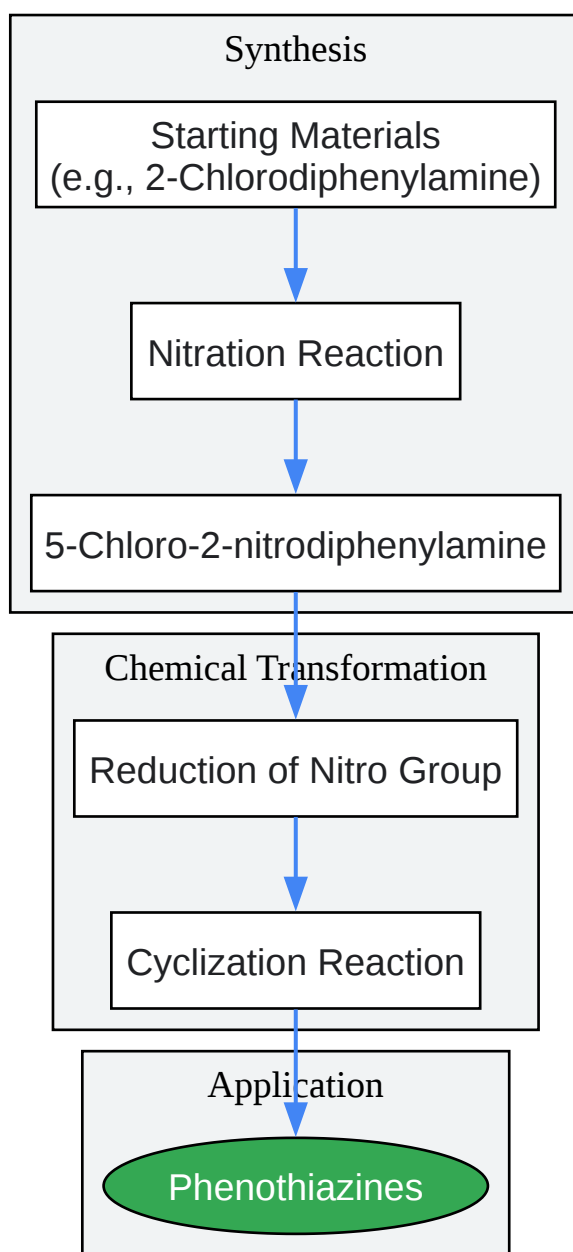 Synthesis
Starting Materials
(e.g., 2-Chlorodiphenylamine)
Nitration Reaction
5-Chloro-2-nitrodiphenylamine
Chemical Transformation
Reduction of Nitro Group
Cyclization Reaction
Application
Phenothiazines